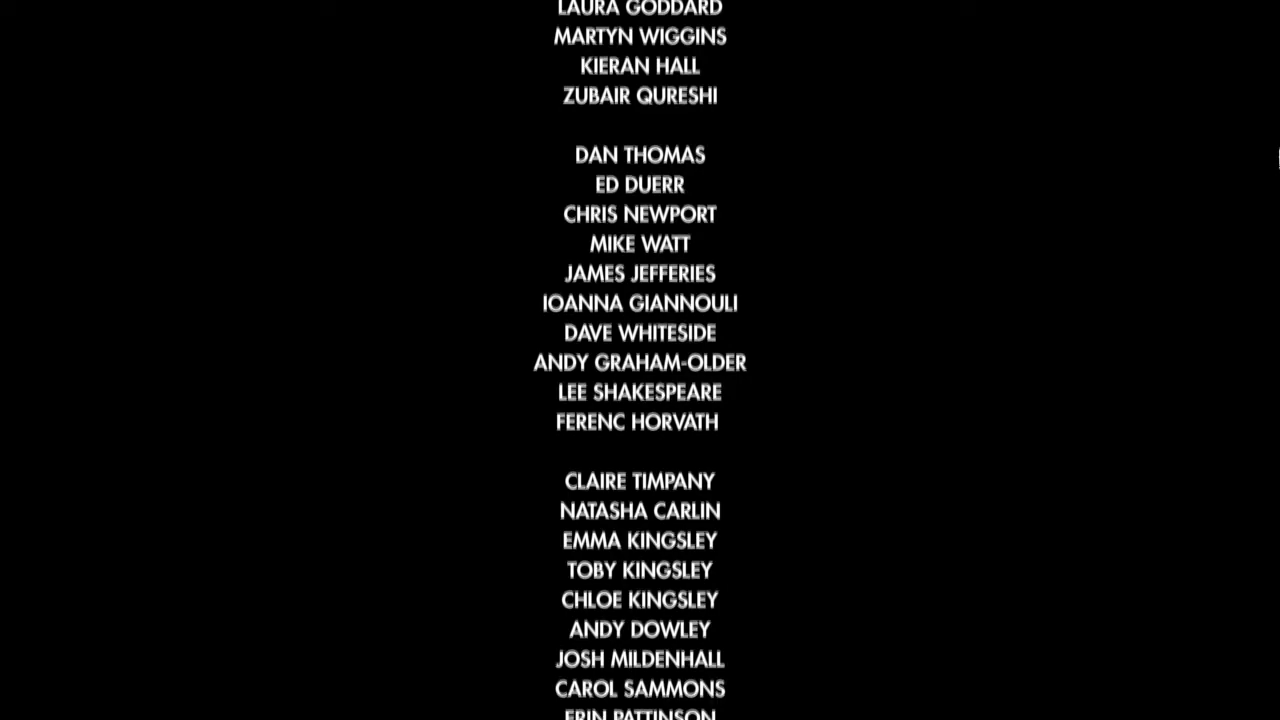 LAURA GODDARD
MARTYN WIGGINS
KIERAN HALL
ZUBAIR QURESHI
DAN THOMAS
ED DUERR
CHRIS NEWPORT
MIKE WATT
JAMES JEFFERIES
IOANNA GIANNOULI
DAVE WHITESIDE
ANDY GRAHAM-OLDER
LEE SHAKESPEARE
FERENC HORVATH
CLAIRE TIMPANY
NATASHA CARLIN
EMMA KINGSLEY
TOBY KINGSLEY
CHLOE KINGSLEY
ANDY DOWLEY
JOSH MILDENHALL
CAROL SAMMONS
ERIN PATTINSON